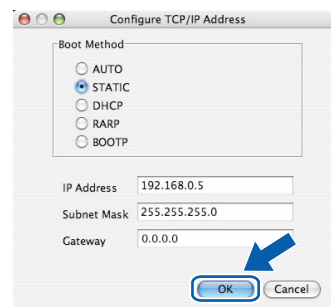 Configure TCP/IP Address
Boot Method
AUTO
STATIC
DHCP
RARP
BOOTP
IP Address 192.168.0.5
Subnet Mask 255.255.255.0
Gateway 0.0.0.0
OK Cancel